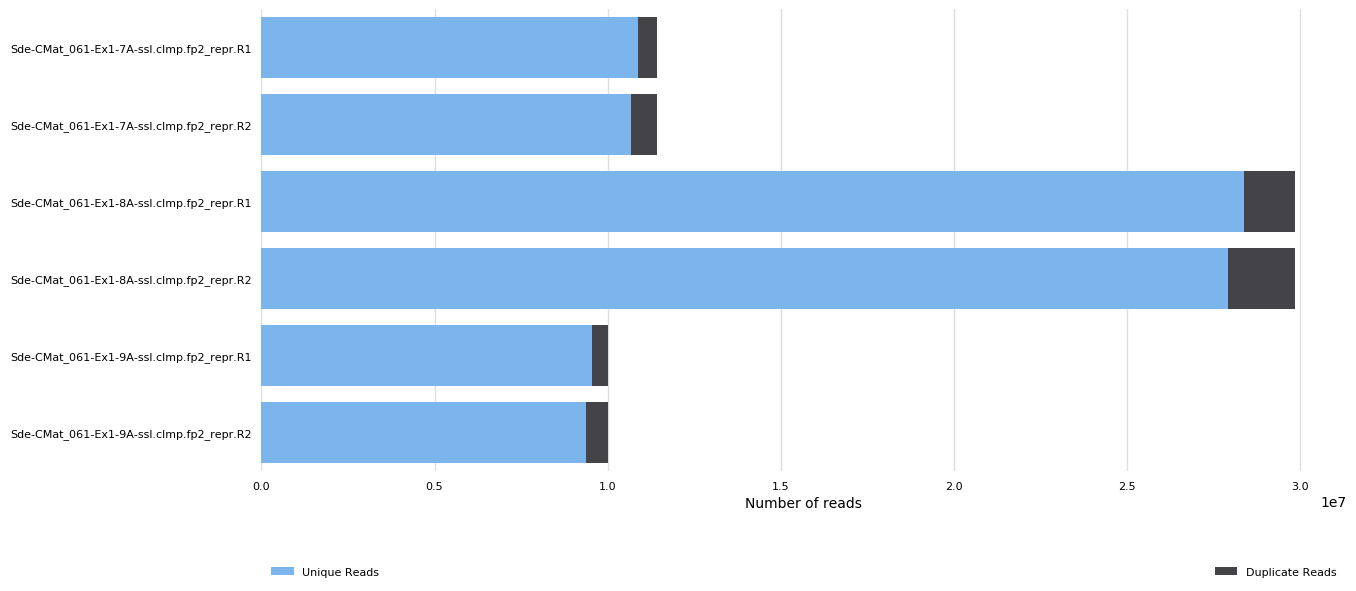 Sde-CMat_061-Ex1-7A-ssl.clmp.fp2_repr.R1
Sde-CMat_061-Ex1-7A-ssl.clmp.fp2_repr.R2
Sde-CMat_061-Ex1-8A-ssl.clmp.fp2_repr.R1
Sde-CMat_061-Ex1-8A-ssl.clmp.fp2_repr.R2
Sde-CMat_061-Ex1-9A-ssl.clmp.fp2_repr.R1
Sde-CMat_061-Ex1-9A-ssl.clmp.fp2_repr.R2
0.0 0.5 1.0 1.5 2.0 2.5 3.0
Number of reads
1e7
Unique Reads Duplicate Reads